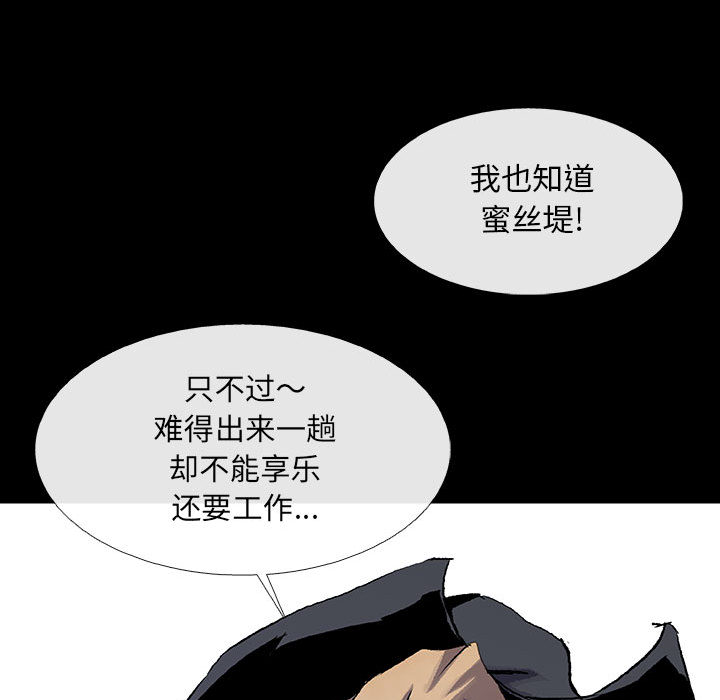 我也知道
蜜丝堤!
只不过～
难得出来一趟
却不能享乐
还要工作...